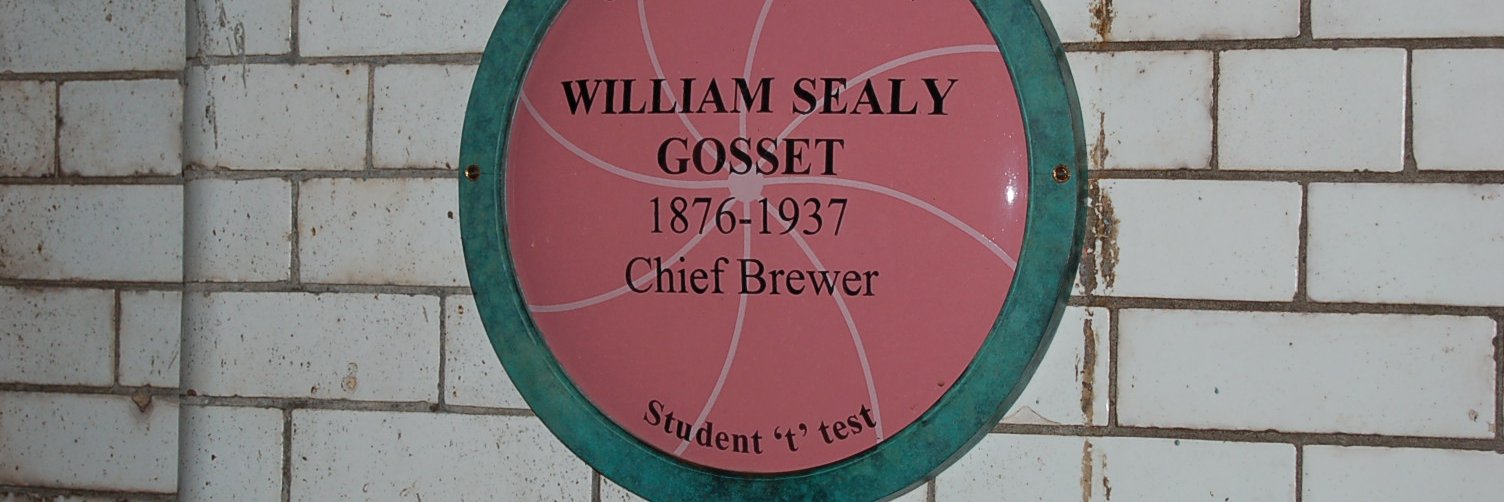 WILLIAM SEALY
GOSSET
1876-1937
Chief Brewer
Student ‘t’ test